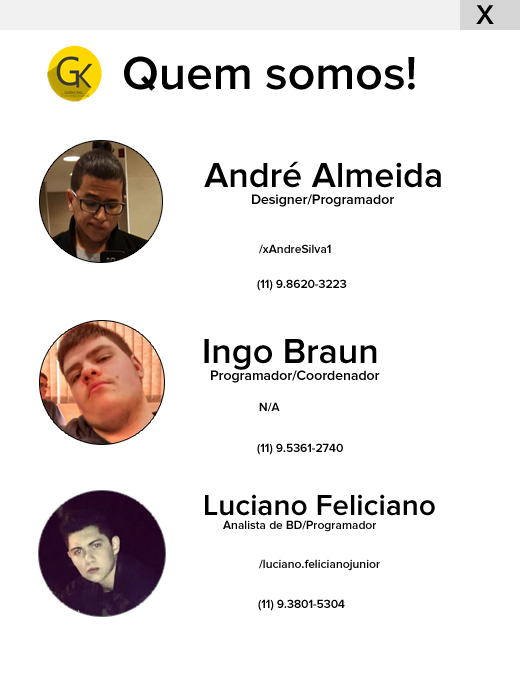 X
GK
Quem somos!
André Almeida
Designer/Programador
/xAndreSilva1
(11) 9.8620-3223
Ingo Braun
Programador/Coordenador
N/A
(11) 9.5361-2740
Luciano Feliciano
Analista de BD/Programador
/luciano.felicianojunior
(11) 9.3801-5304